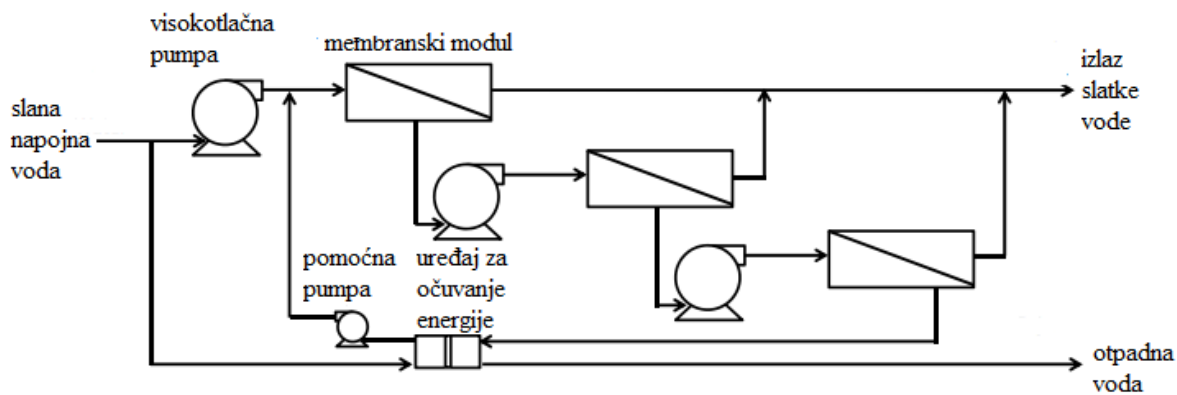 visokotlačna
pumpa
membranski modul
izlaz
slatke
vode
slana
napojna
voda
pomoćna
pumpa
uređaj za
očuvanje
energije
otpadna
voda